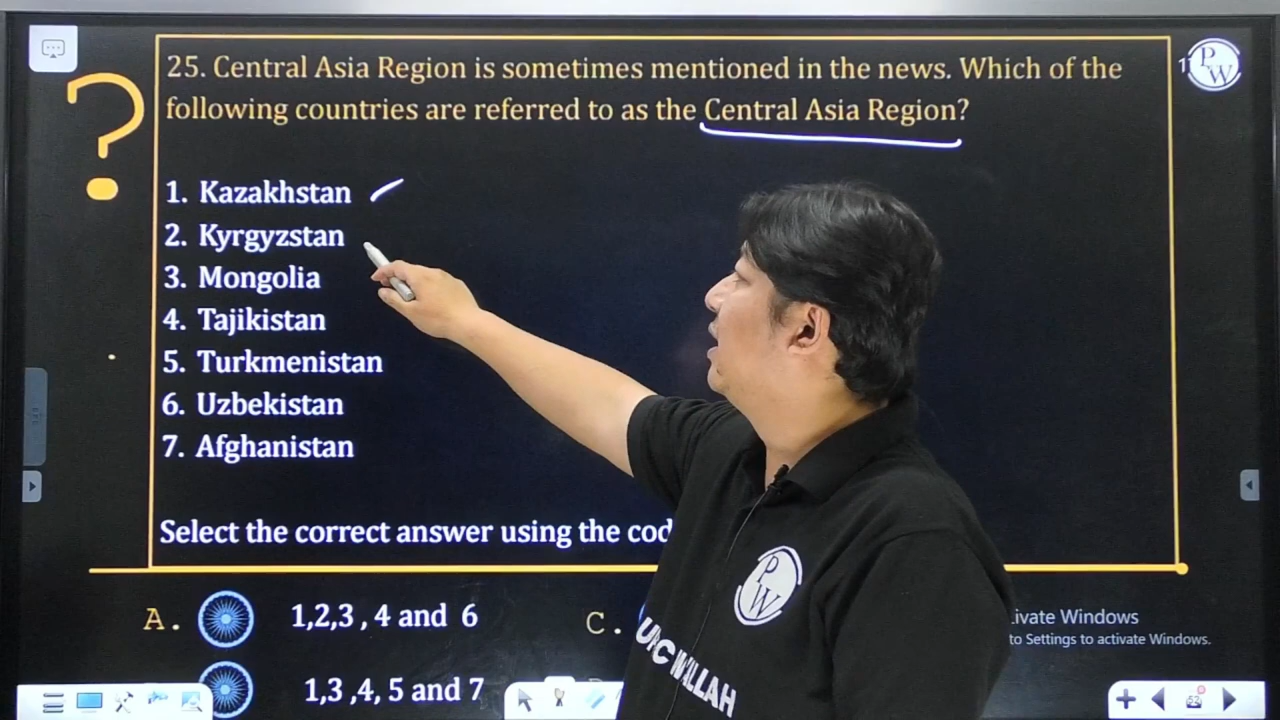 25. Central Asia Region is sometimes mentioned in the news. Which of the
following countries are referred to as the Central Asia Region?
PW
1. Kazakhstan
2. Kyrgyzstan
3. Mongolia
4. Tajikistan
5. Turkmenistan
6. Uzbekistan
7. Afghanistan
Select the correct answer using the
A. 1,2,3 , 4 and 6
C.
1,3 ,4, 5 and 7
PW
UPC WALLAH
to Settings to activate Windows.